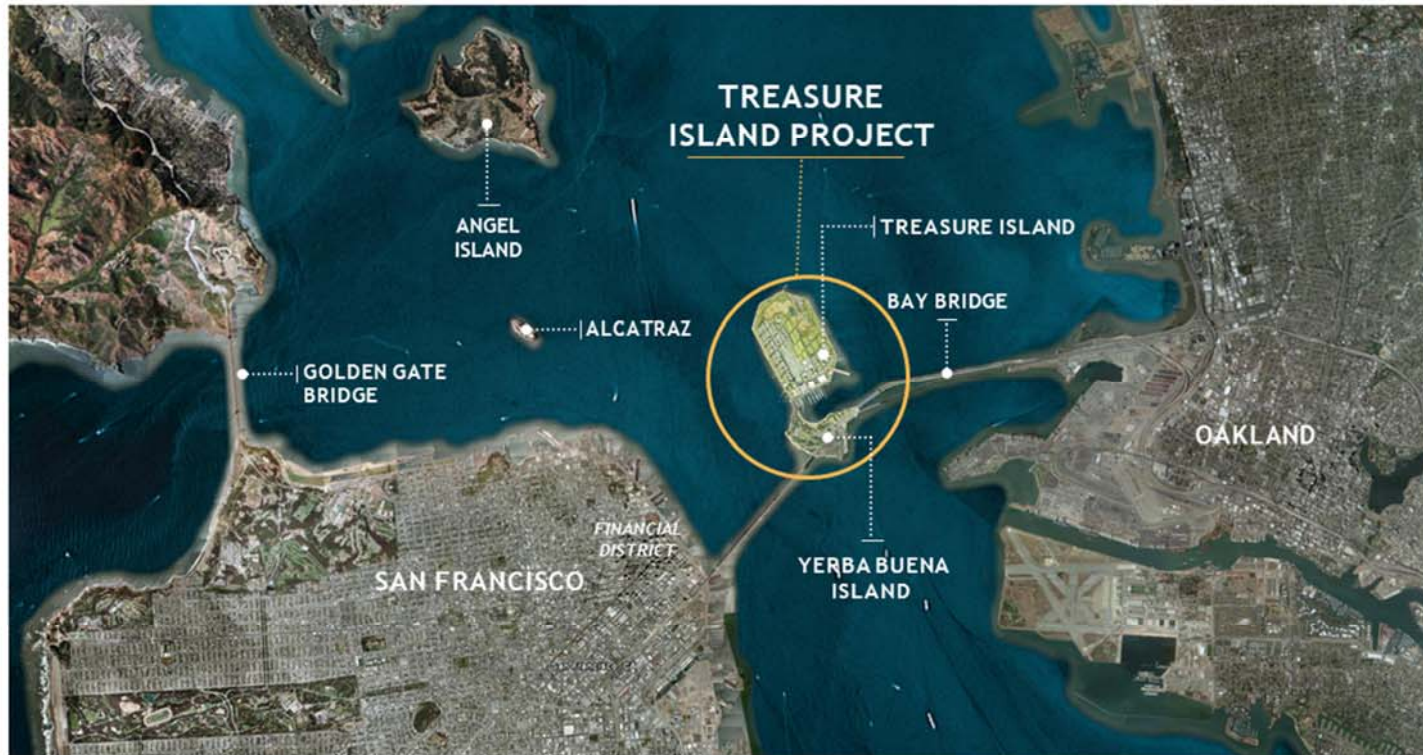 TREASURE
ISLAND PROJECT
ANGEL
ISLAND
TREASURE ISLAND
BAY BRIDGE
ALCATRAZ
GOLDEN GATE
BRIDGE
OAKLAND
FINANCIAL
DISTRICT
SAN FRANCISCO
YERBA BUENA
ISLAND